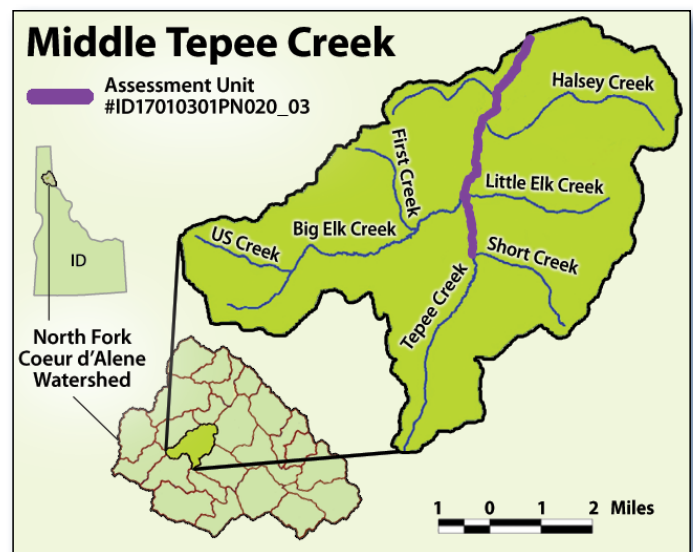 Middle Tepee Creek
Assessment Unit
#ID17010301PN020_03
Halsey Creek
First Creek
Little Elk Creek
Big Elk Creek
US Creek
Short Creek
Tepee Creek
ID
North Fork
Coeur d'Alene
Watershed
1 0 1 2 Miles